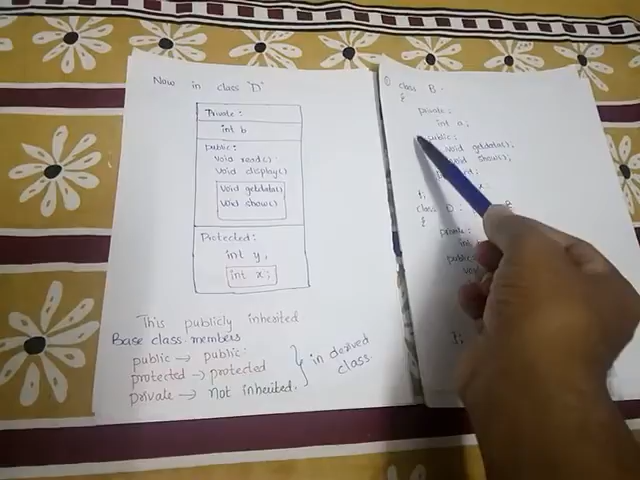 Now in class "D"
Private:
int b
public:
void read()
void display()
void getdata()
void show()
Protected:
int y,
int x;
This publicly inherited
Base class members
public → public:
protected → protected
private → not inherited.
} in derived
class.
① class B:
{
private:
int a,
public:
void getdata();
void show();
x
};
class D :
{
private:
public:
};